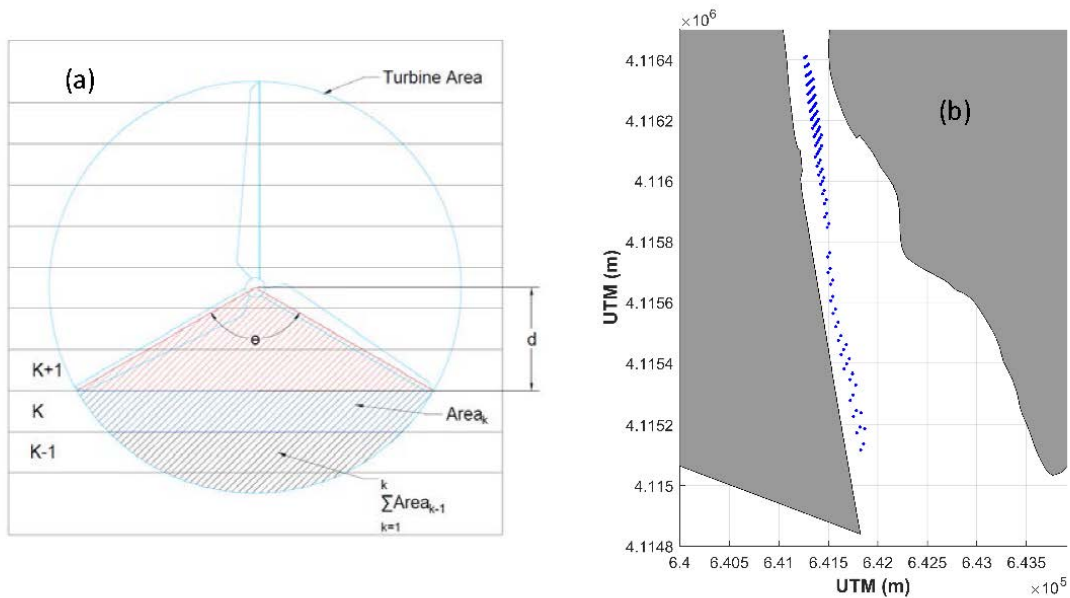 (a)
Turbine Area
e
d
K+1
K
Area_k
K-1
k
∑Area_{k-1}
k=1
×10^6
(b)
4.1164
4.1162
4.116
4.1158
4.1156
4.1154
4.1152
4.115
4.1148
UTM (m)
6.4 6.405 6.41 6.415 6.42 6.425 6.43 6.435
UTM (m)
×10^5